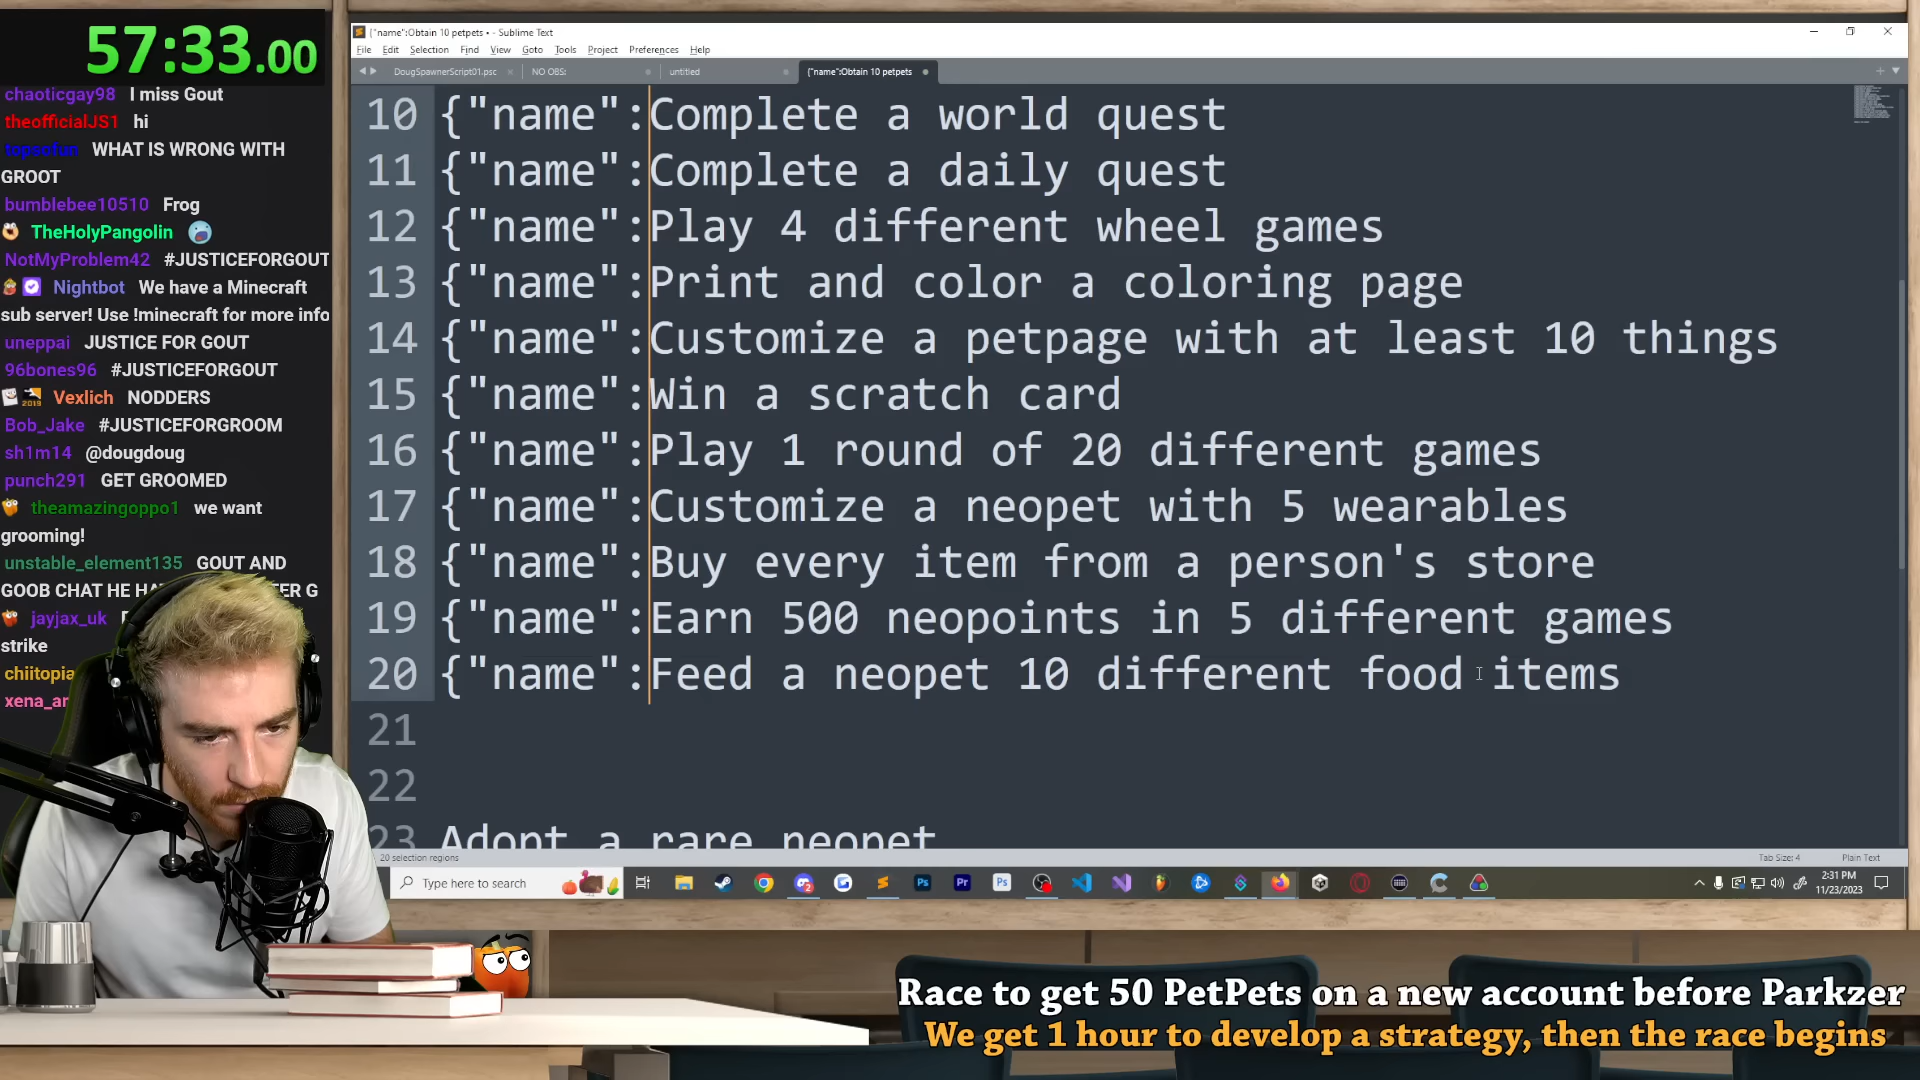 57:33.00
chaoticgay98 I miss Gout
theofficialJS1 hi
topsofun WHAT IS WRONG WITH
GROOT
bumblebee10510 Frog
TheHolyPangolin
NotMyProblem42 #JUSTICEFORGOUT
Nightbot We have a Minecraft
sub server! Use !minecraft for more info
uneppai JUSTICE FOR GOUT
96bones96 #JUSTICEFORGOUT
Vexlich NODDERS
Bob_Jake #JUSTICEFORGROOM
sh1m14 @dougdoug
punch291 GET GROOMED
theamazingoppo1 we want
grooming!
unstable_element135 GOUT AND
GOOB CHAT HE
jayjax_uk
strike
chiitopia
xena_ar
{"name":Obtain 10 petpets • - Sublime Text
File Edit Selection Find View Goto Tools Project Preferences Help
DougSpawnerScript01.psc
NO OBS:
untitled
{"name":Obtain 10 petpets
10 {"name":Complete a world quest
11 {"name":Complete a daily quest
12 {"name":Play 4 different wheel games
13 {"name":Print and color a coloring page
14 {"name":Customize a petpage with at least 10 things
15 {"name":Win a scratch card
16 {"name":Play 1 round of 20 different games
17 {"name":Customize a neopet with 5 wearables
18 {"name":Buy every item from a person's store
19 {"name":Earn 500 neopoints in 5 different games
20 {"name":Feed a neopet 10 different food items
21
22
23 Adopt a rare neopet
20 selection regions
Tab Size: 4
Plain Text
Type here to search
2:31 PM
11/23/2023
Race to get 50 PetPets on a new account before Parkzer
We get 1 hour to develop a strategy, then the race begins